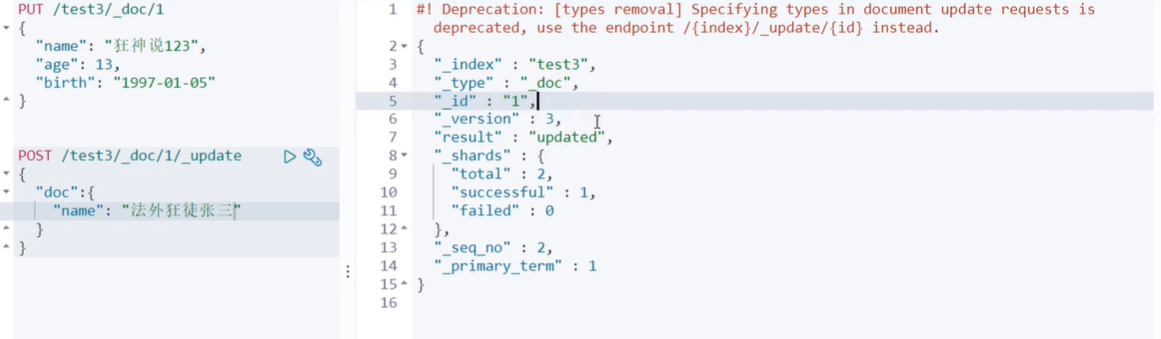 PUT /test3/_doc/1
{
  "name": "狂神说123",
  "age": 13,
  "birth": "1997-01-05"
}
POST /test3/_doc/1/_update
{
  "doc":{
    "name": "法外狂徒张三"
  }
}
1 #! Deprecation: [types removal] Specifying types in document update requests is
deprecated, use the endpoint /{index}/_update/{id} instead.
2 {
3   "_index" : "test3",
4   "_type" : "_doc",
5   "_id" : "1",
6   "_version" : 3,
7   "result" : "updated",
8   "_shards" : {
9     "total" : 2,
10     "successful" : 1,
11     "failed" : 0
12   },
13   "_seq_no" : 2,
14   "_primary_term" : 1
15 }
16